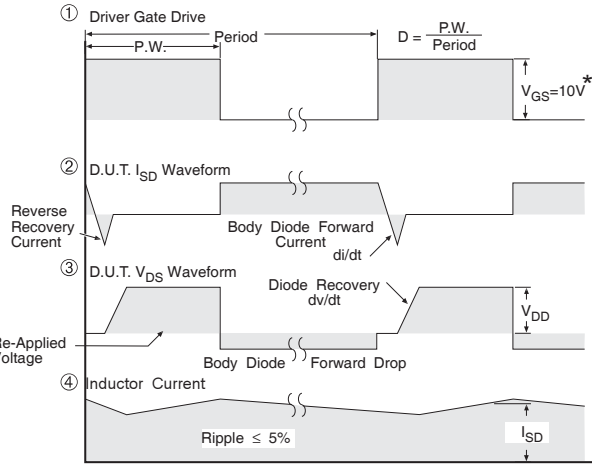 ① Driver Gate Drive
P.W.
Period
D = P.W. / Period
V_GS=10V*
② D.U.T. I_SD Waveform
Reverse
Recovery
Current
Body Diode Forward
Current
di/dt
③ D.U.T. V_DS Waveform
Diode Recovery
dv/dt
V_DD
Re-Applied
Voltage
Body Diode Forward Drop
④ Inductor Current
Ripple ≤ 5%
I_SD